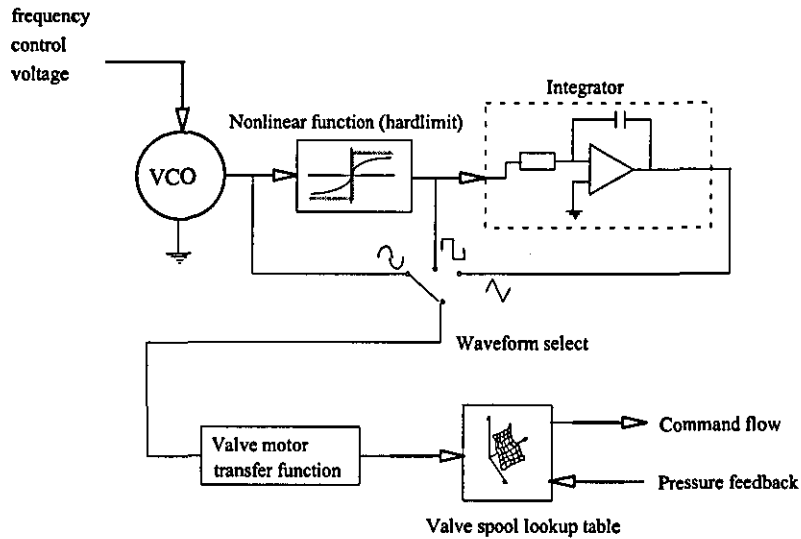 frequency
control
voltage
Integrator
Nonlinear function (hardlimit)
VCO
Waveform select
Valve motor
transfer function
Command flow
Pressure feedback
Valve spool lookup table